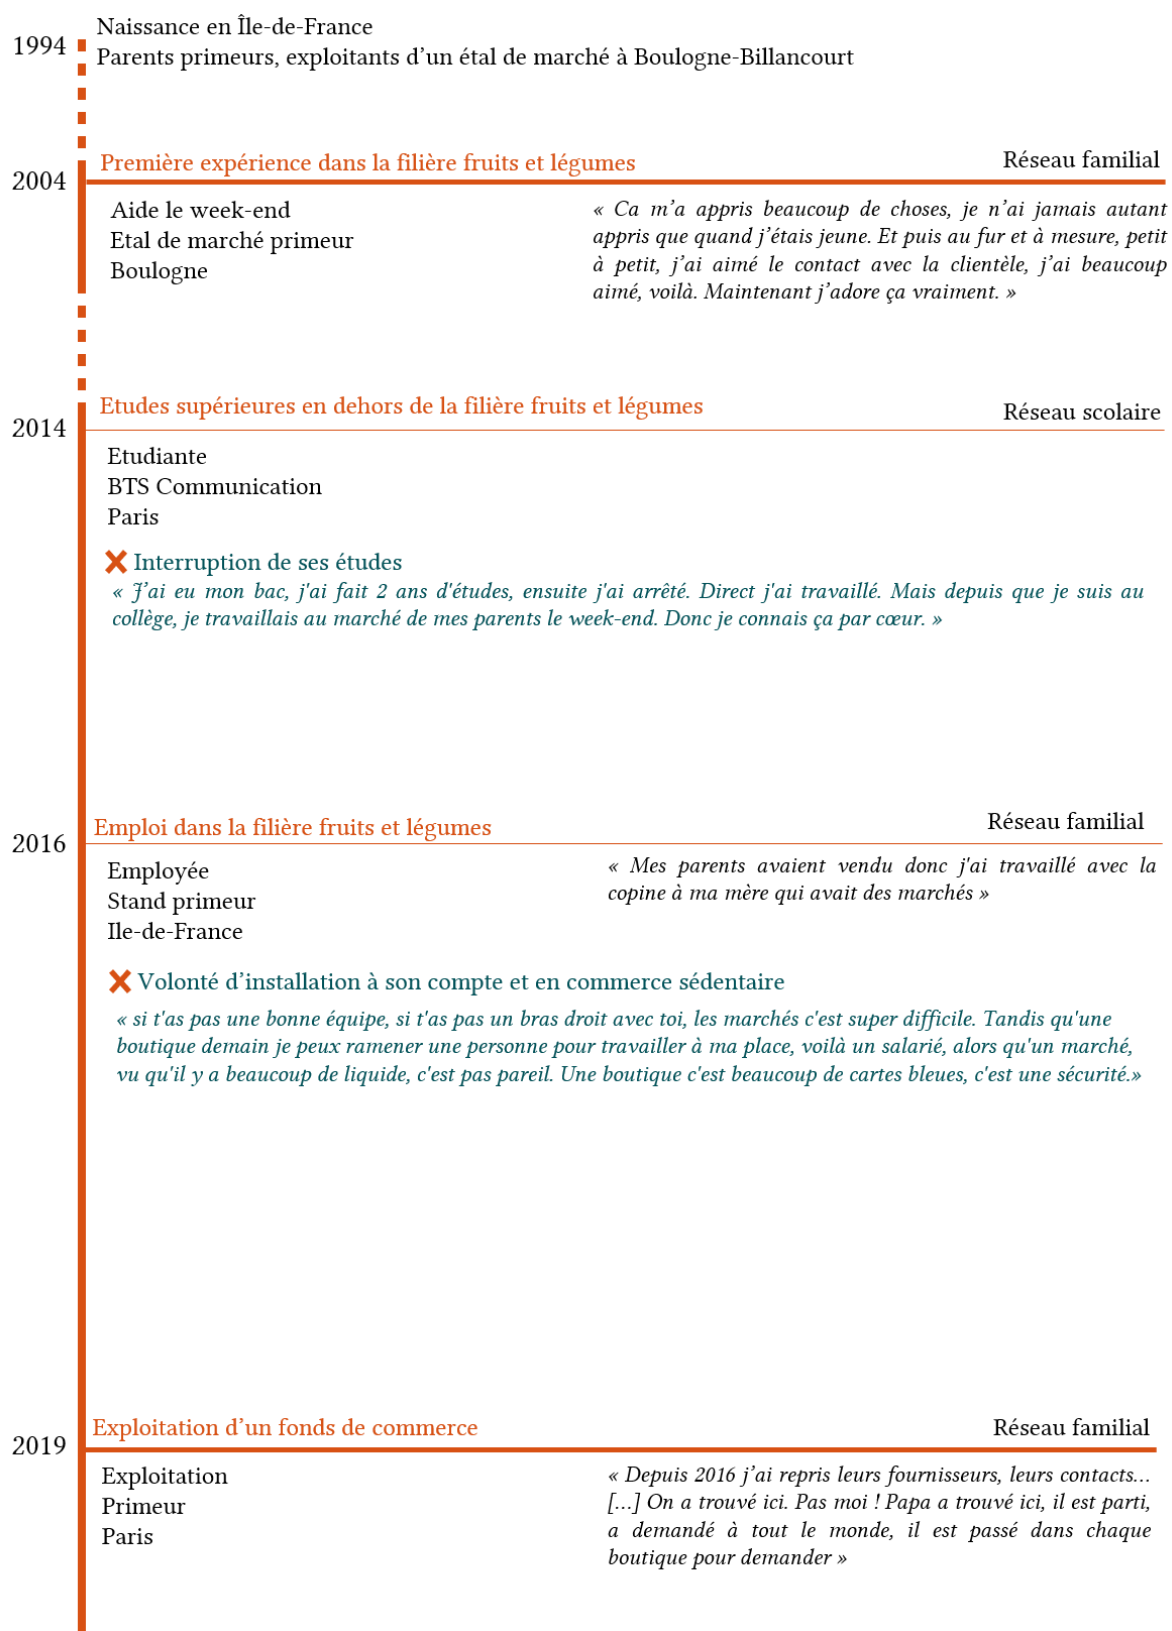 Naissance en Île-de-France
1994
Parents primeurs, exploitants d’un étal de marché à Boulogne-Billancourt
Première expérience dans la filière fruits et légumes
Réseau familial
2004
Aide le week-end
Etal de marché primeur
Boulogne
« Ca m’a appris beaucoup de choses, je n’ai jamais autant
appris que quand j’étais jeune. Et puis au fur et à mesure, petit
à petit, j’ai aimé le contact avec la clientèle, j’ai beaucoup
aimé, voilà. Maintenant j’adore ça vraiment. »
Etudes supérieures en dehors de la filière fruits et légumes
Réseau scolaire
2014
Etudiante
BTS Communication
Paris
Interruption de ses études
« J’ai eu mon bac, j'ai fait 2 ans d'études, ensuite j'ai arrêté. Direct j'ai travaillé. Mais depuis que je suis au
collège, je travaillais au marché de mes parents le week-end. Donc je connais ça par cœur. »
Emploi dans la filière fruits et légumes
Réseau familial
2016
Employée
Stand primeur
Ile-de-France
« Mes parents avaient vendu donc j'ai travaillé avec la
copine à ma mère qui avait des marchés »
Volonté d’installation à son compte et en commerce sédentaire
« si t'as pas une bonne équipe, si t'as pas un bras droit avec toi, les marchés c'est super difficile. Tandis qu'une
boutique demain je peux ramener une personne pour travailler à ma place, voilà un salarié, alors qu'un marché,
vu qu'il y a beaucoup de liquide, c'est pas pareil. Une boutique c'est beaucoup de cartes bleues, c'est une sécurité.»
Exploitation d’un fonds de commerce
Réseau familial
2019
Exploitation
Primeur
Paris
« Depuis 2016 j’ai repris leurs fournisseurs, leurs contacts…
[…] On a trouvé ici. Pas moi ! Papa a trouvé ici, il est parti,
a demandé à tout le monde, il est passé dans chaque
boutique pour demander »